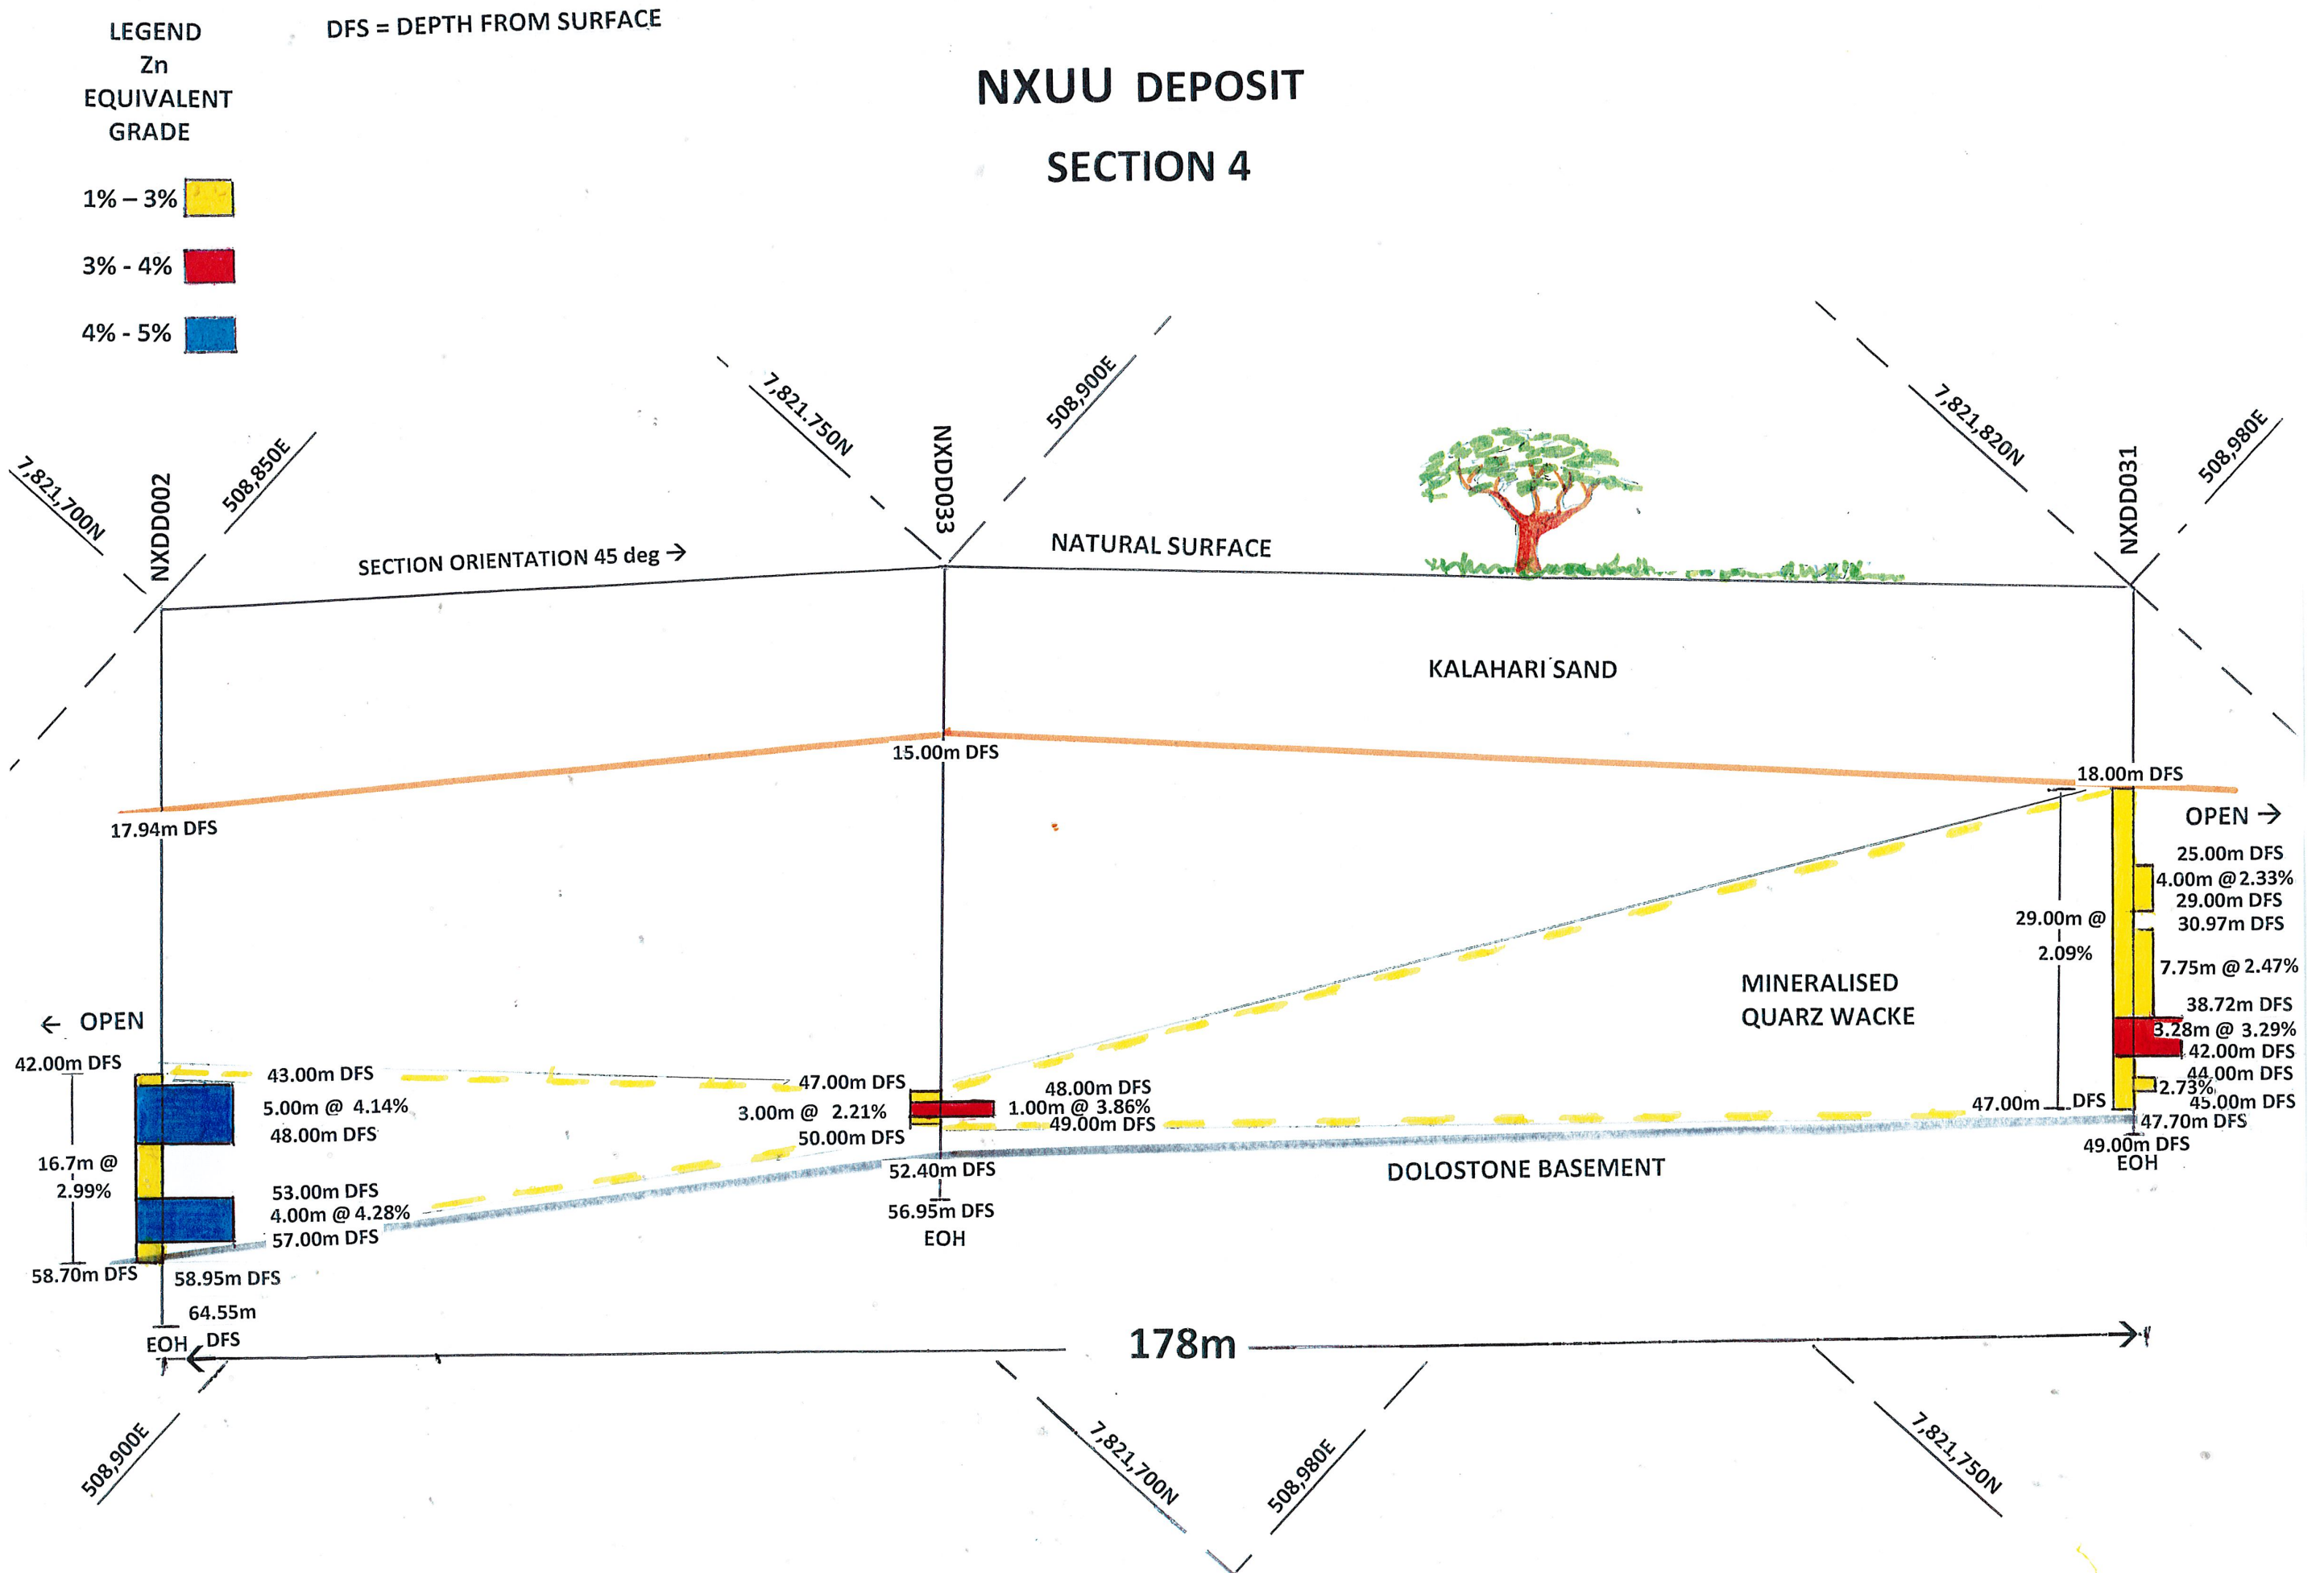 LEGEND
Zn
EQUIVALENT
GRADE
1% – 3%
3% - 4%
4% - 5%
DFS = DEPTH FROM SURFACE
NXUU DEPOSIT
SECTION 4
7,821,700N
NXDD002
508,850E
SECTION ORIENTATION 45 deg →
7,821.750N
NXDD033
508,900E
NATURAL SURFACE
7,821,820N
NXDD031
508,980E
KALAHARI SAND
17.94m DFS
15.00m DFS
18.00m DFS
OPEN →
25.00m DFS
4.00m @ 2.33%
29.00m DFS
30.97m DFS
29.00m @
2.09%
7.75m @ 2.47%
38.72m DFS
3.28m @ 3.29%
42.00m DFS
44.00m DFS
2.73%
45.00m DFS
47.00m DFS
47.70m DFS
49.00m DFS
EOH
MINERALISED
QUARZ WACKE
← OPEN
42.00m DFS
43.00m DFS
5.00m @ 4.14%
48.00m DFS
16.7m @
2.99%
53.00m DFS
4.00m @ 4.28%
57.00m DFS
58.70m DFS
58.95m DFS
64.55m
EOH DFS
47.00m DFS
3.00m @ 2.21%
50.00m DFS
48.00m DFS
1.00m @ 3.86%
49.00m DFS
52.40m DFS
56.95m DFS
EOH
DOLOSTONE BASEMENT
178m
508,900E
7,821,700N
508,980E
7,821,750N